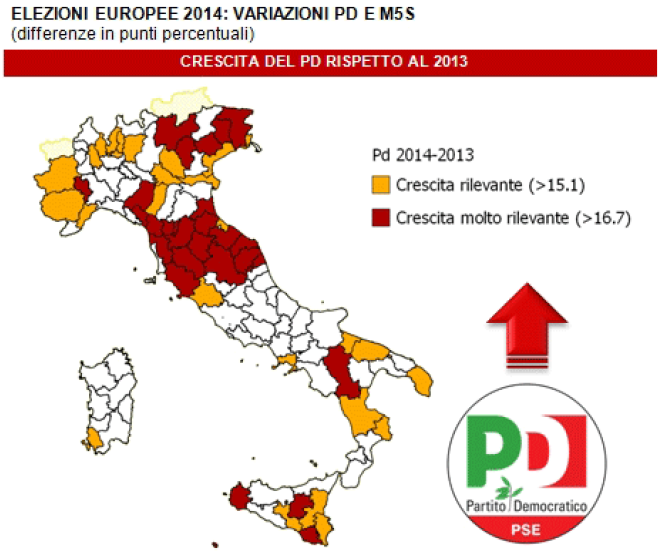 ELEZIONI EUROPEE 2014: VARIAZIONI PD E M5S
(differenze in punti percentuali)
CRESCITA DEL PD RISPETTO AL 2013
Pd 2014-2013
Crescita rilevante (>15.1)
Crescita molto rilevante (>16.7)
PD
Partito Democratico
PSE